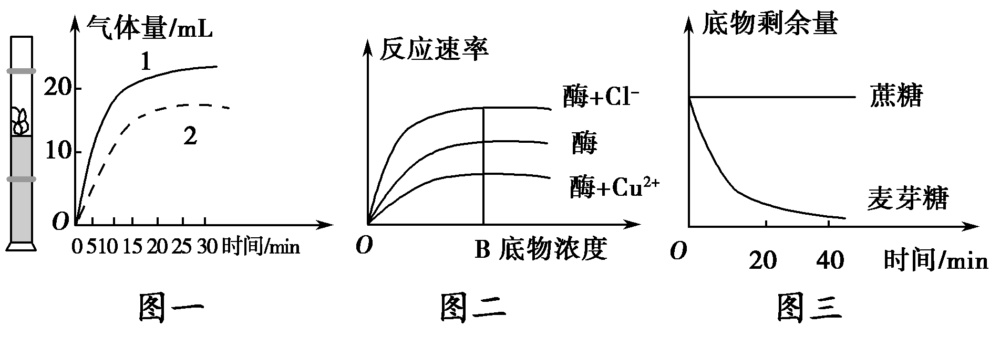 气体量/mL
1
20
2
10
O
0 5 10 15 20 25 30 时间/min
图一
反应速率
酶+Cl⁻
酶
酶+Cu²⁺
O
B 底物浓度
图二
底物剩余量
蔗糖
麦芽糖
O
20 40 时间/min
图三